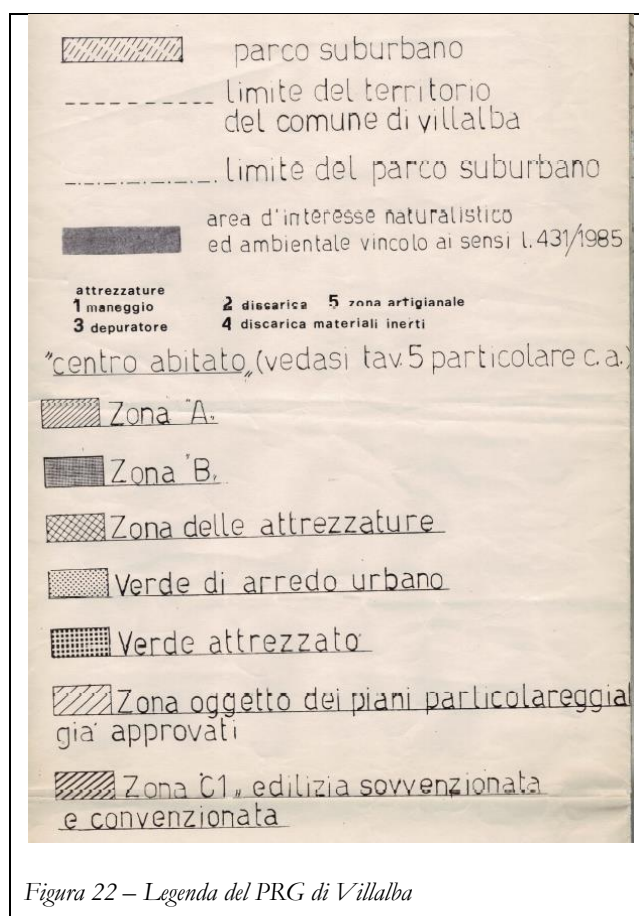 parco suburbano
limite del territorio
del comune di villalba
limite del parco suburbano
area d'interesse naturalistico
ed ambientale vincolo ai sensi l.431/1985
attrezzature
1 maneggio 2 discarica 5 zona artigianale
3 depuratore 4 discarica materiali inerti
"centro abitato„ (vedasi tav.5 particolare c.a.)
Zona "A„
Zona "B„
Zona delle attrezzature
Verde di arredo urbano
Verde attrezzato
Zona oggetto dei piani particolareggia
gia' approvati
Zona "C1„ edilizia sovvenzionata
e convenzionata
Figura 22 – Legenda del PRG di Villalba